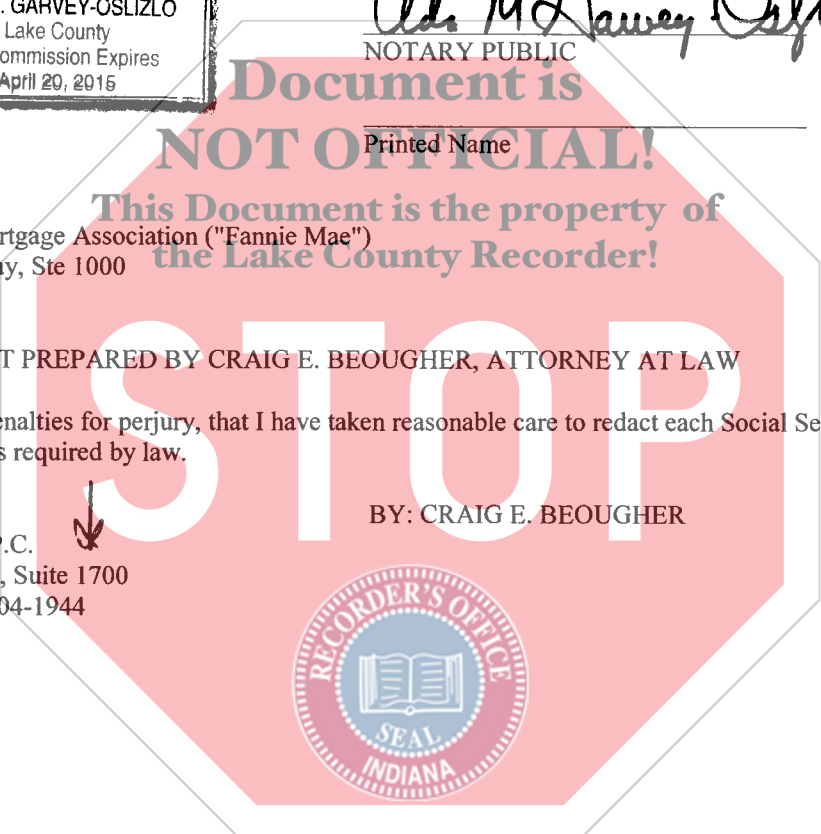 . GARVEY-OSLIZLO
Lake County
ommission Expires
April 20, 2015
NOTARY PUBLIC
Document is
NOT OFFICIAL!
Printed Name
This Document is the property of
rtgage Association ("Fannie Mae")
the Lake County Recorder!
y, Ste 1000
STOP
T PREPARED BY CRAIG E. BEOUGHER, ATTORNEY AT LAW
enalties for perjury, that I have taken reasonable care to redact each Social Se
s required by law.
BY: CRAIG E. BEOUGHER
P.C.
, Suite 1700
04-1944
RECORDER'S OFFICE
SEAL
INDIANA